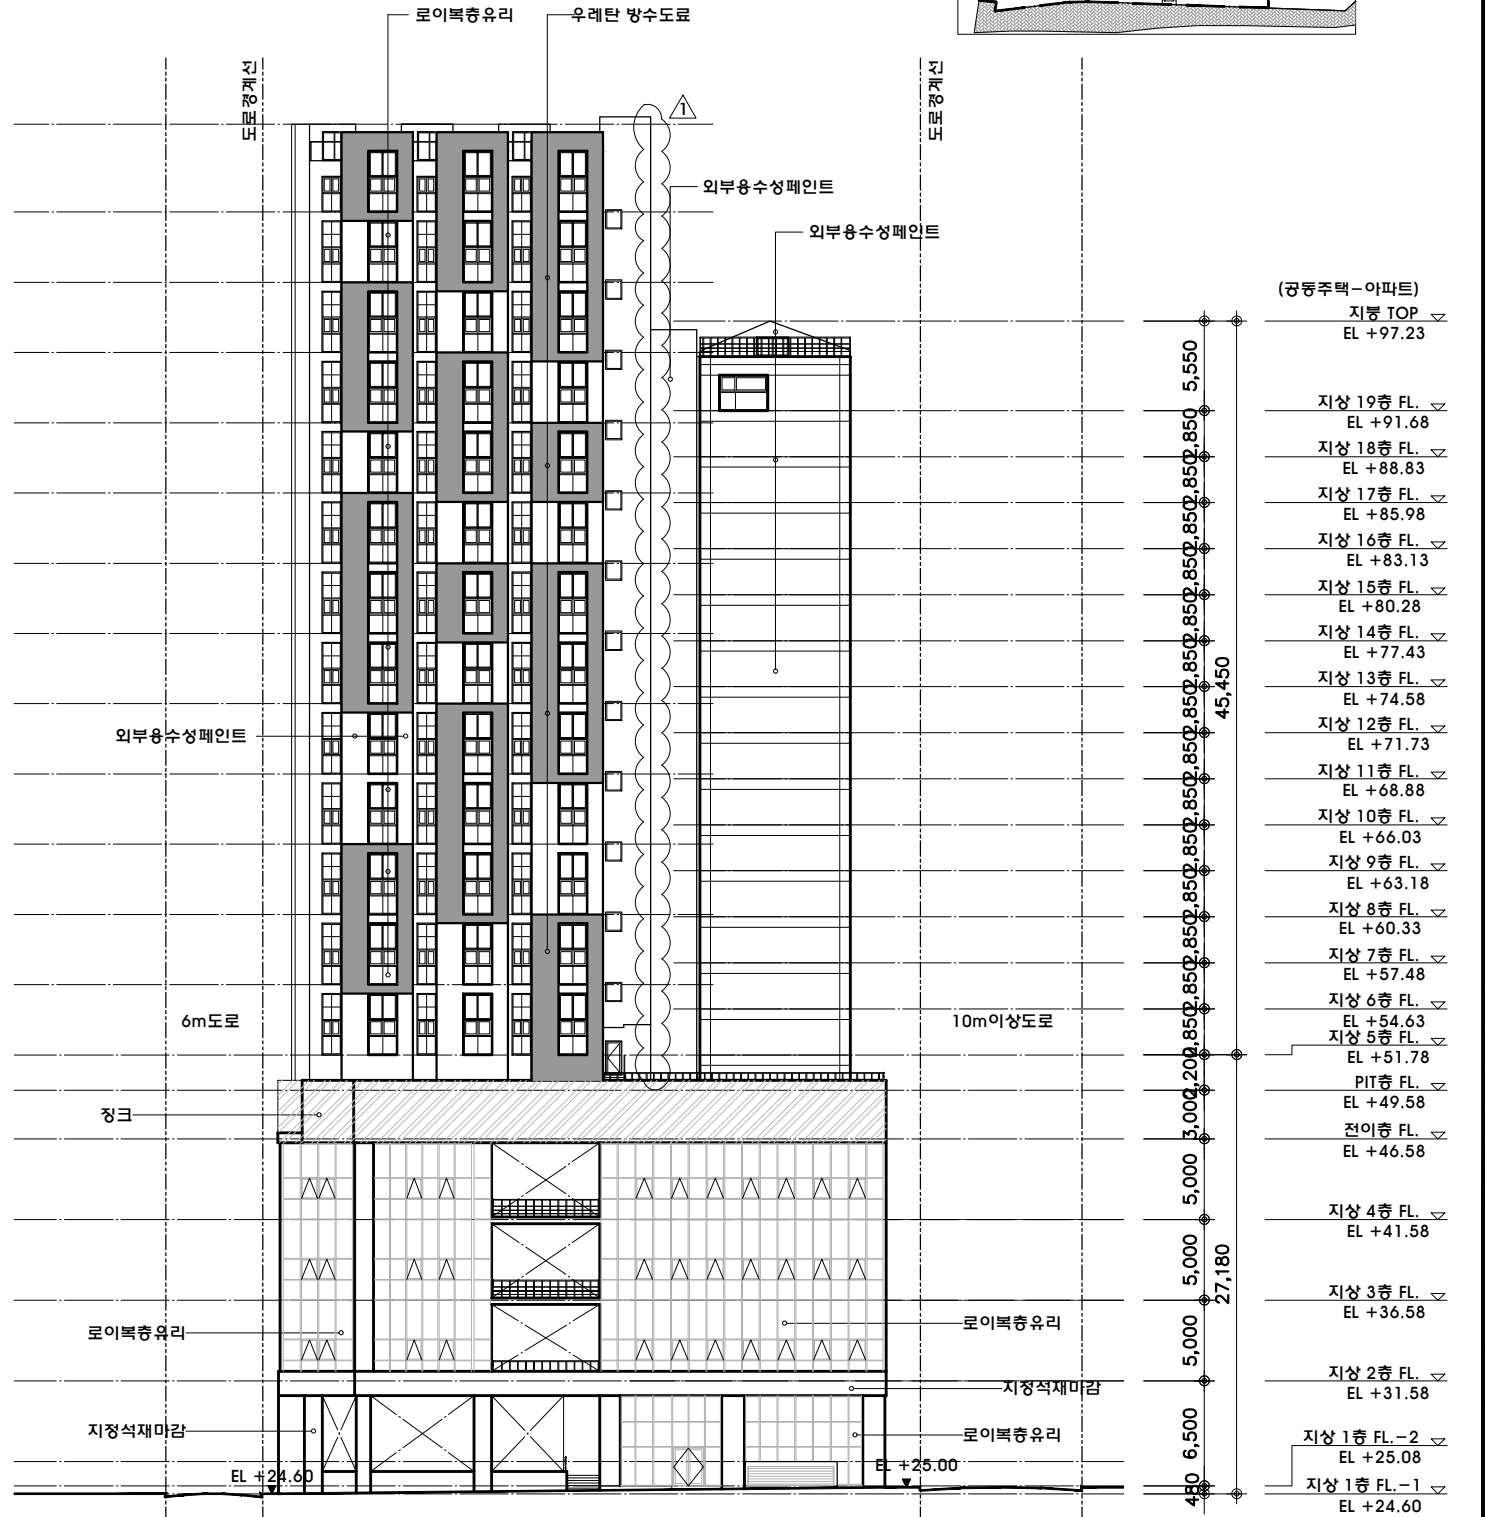 로이복층유리
우레탄 방수도료
도로경계선
도로경계선
1
외부용수성페인트
외부용수성페인트
(공동주택-아파트)
지붕 TOP
EL +97.23
5,550
지상 19층 FL.
EL +91.68
2,850
지상 18층 FL.
EL +88.83
2,850
지상 17층 FL.
EL +85.98
2,850
지상 16층 FL.
EL +83.13
2,850
지상 15층 FL.
EL +80.28
2,850
지상 14층 FL.
EL +77.43
2,850
45,450
지상 13층 FL.
EL +74.58
2,850
외부용수성페인트
지상 12층 FL.
EL +71.73
2,850
지상 11층 FL.
EL +68.88
2,850
지상 10층 FL.
EL +66.03
2,850
지상 9층 FL.
EL +63.18
2,850
지상 8층 FL.
EL +60.33
2,850
지상 7층 FL.
EL +57.48
2,850
지상 6층 FL.
EL +54.63
6m도로
10m이상도로
2,850
지상 5층 FL.
EL +51.78
2,200
PIT층 FL.
EL +49.58
징크
3,000
전이층 FL.
EL +46.58
5,000
지상 4층 FL.
EL +41.58
5,000
27,180
지상 3층 FL.
EL +36.58
로이복층유리
로이복층유리
5,000
지상 2층 FL.
EL +31.58
지정석재마감
지정석재마감
로이복층유리
6,500
지상 1층 FL.-2
EL +25.08
EL +24.60
EL +25.00
480
지상 1층 FL.-1
EL +24.60